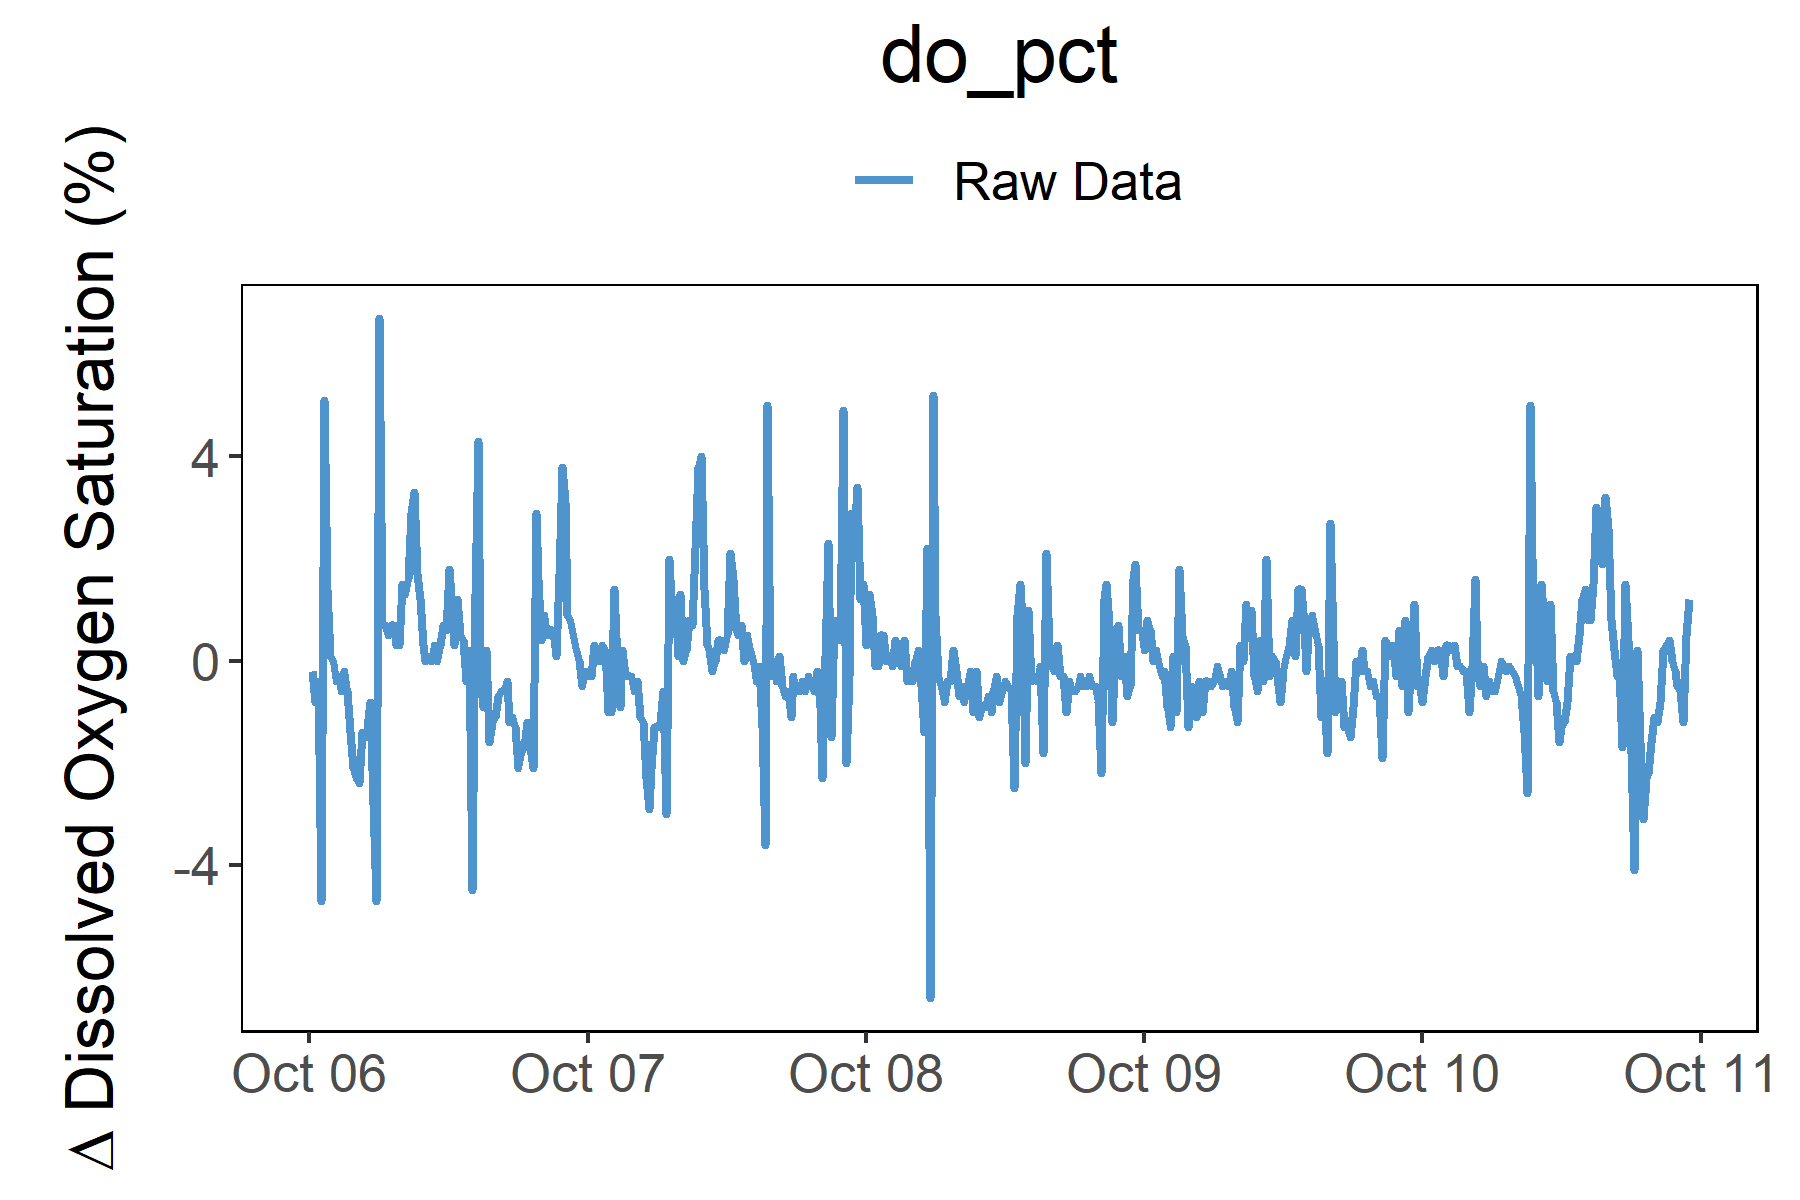 do_pct
Raw Data
Δ Dissolved Oxygen Saturation (%)
4
0
-4
Oct 06 Oct 07 Oct 08 Oct 09 Oct 10 Oct 11